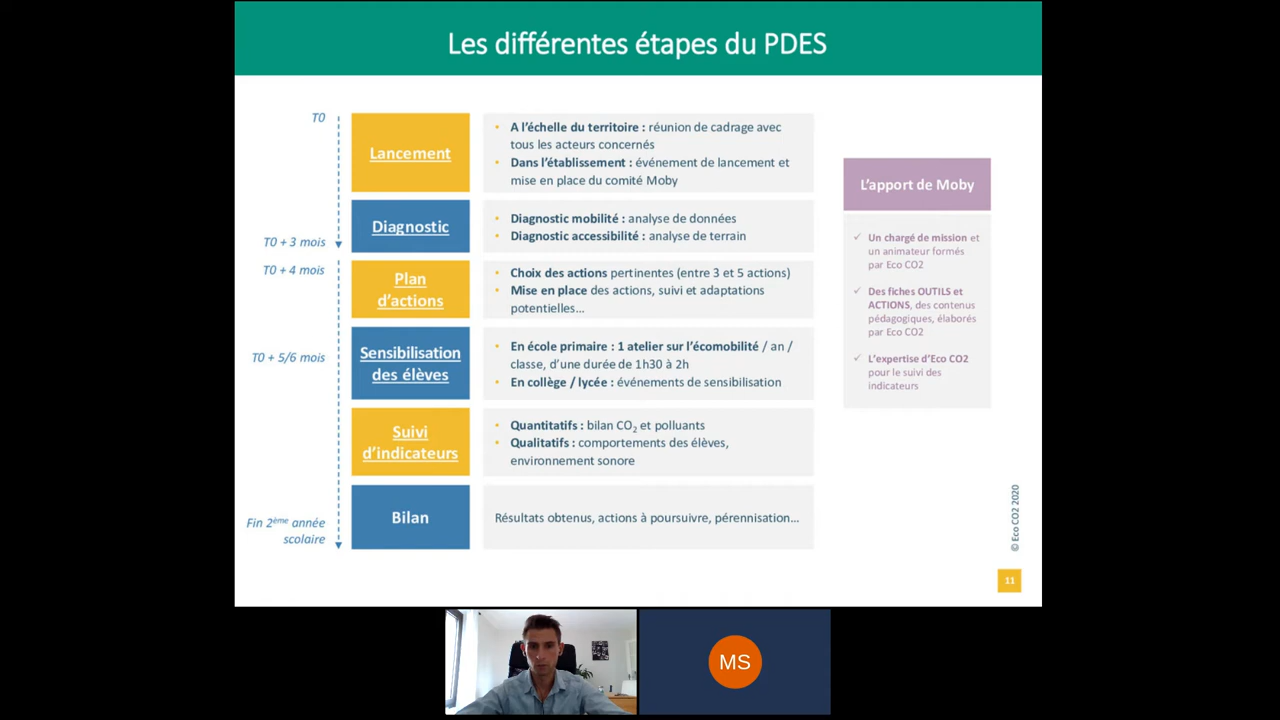 Les différentes étapes du PDES
T0
Lancement
• A l'échelle du territoire : réunion de cadrage avec
tous les acteurs concernés
• Dans l'établissement : événement de lancement et
mise en place du comité Moby
Diagnostic
• Diagnostic mobilité : analyse de données
• Diagnostic accessibilité : analyse de terrain
T0 + 3 mois
T0 + 4 mois
Plan
d'actions
• Choix des actions pertinentes (entre 3 et 5 actions)
• Mise en place des actions, suivi et adaptations
potentielles…
T0 + 5/6 mois
Sensibilisation
des élèves
• En école primaire : 1 atelier sur l'écomobilité / an /
classe, d'une durée de 1h30 à 2h
• En collège / lycée : événements de sensibilisation
Suivi
d'indicateurs
• Quantitatifs : bilan CO₂ et polluants
• Qualitatifs : comportements des élèves,
environnement sonore
Fin 2ème année
scolaire
Bilan
Résultats obtenus, actions à poursuivre, pérennisation…
L'apport de Moby
✓ Un chargé de mission et
un animateur formés
par Eco CO2
✓ Des fiches OUTILS et
ACTIONS, des contenus
pédagogiques, élaborés
par Eco CO2
✓ L'expertise d'Eco CO2
pour le suivi des
indicateurs
© Eco CO2 2020
11
MS